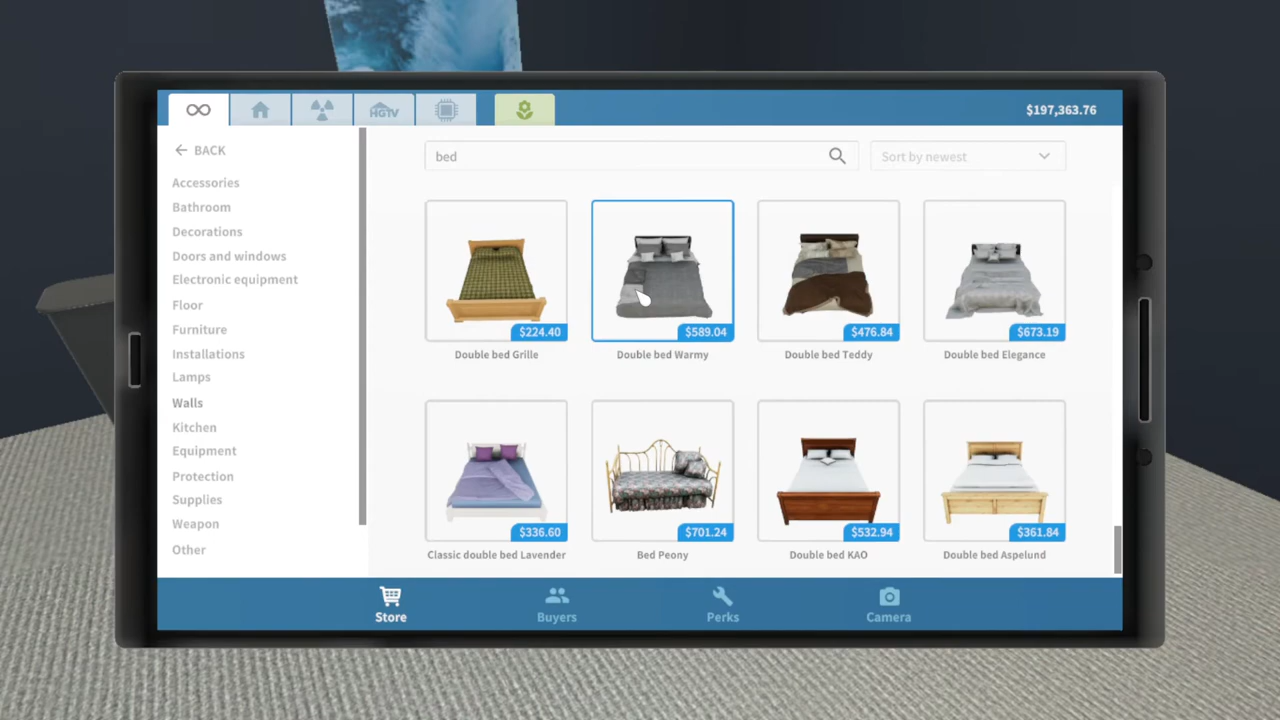 HGTV
$197,363.76
BACK
bed
Sort by newest
Accessories
Bathroom
Decorations
Doors and windows
Electronic equipment
Floor
Furniture
Installations
Lamps
Walls
Kitchen
Equipment
Protection
Supplies
Weapon
Other
$224.40
$589.04
$476.84
$673.19
Double bed Grille
Double bed Warmy
Double bed Teddy
Double bed Elegance
$336.60
$701.24
$532.94
$361.84
Classic double bed Lavender
Bed Peony
Double bed KAO
Double bed Aspelund
Store
Buyers
Perks
Camera